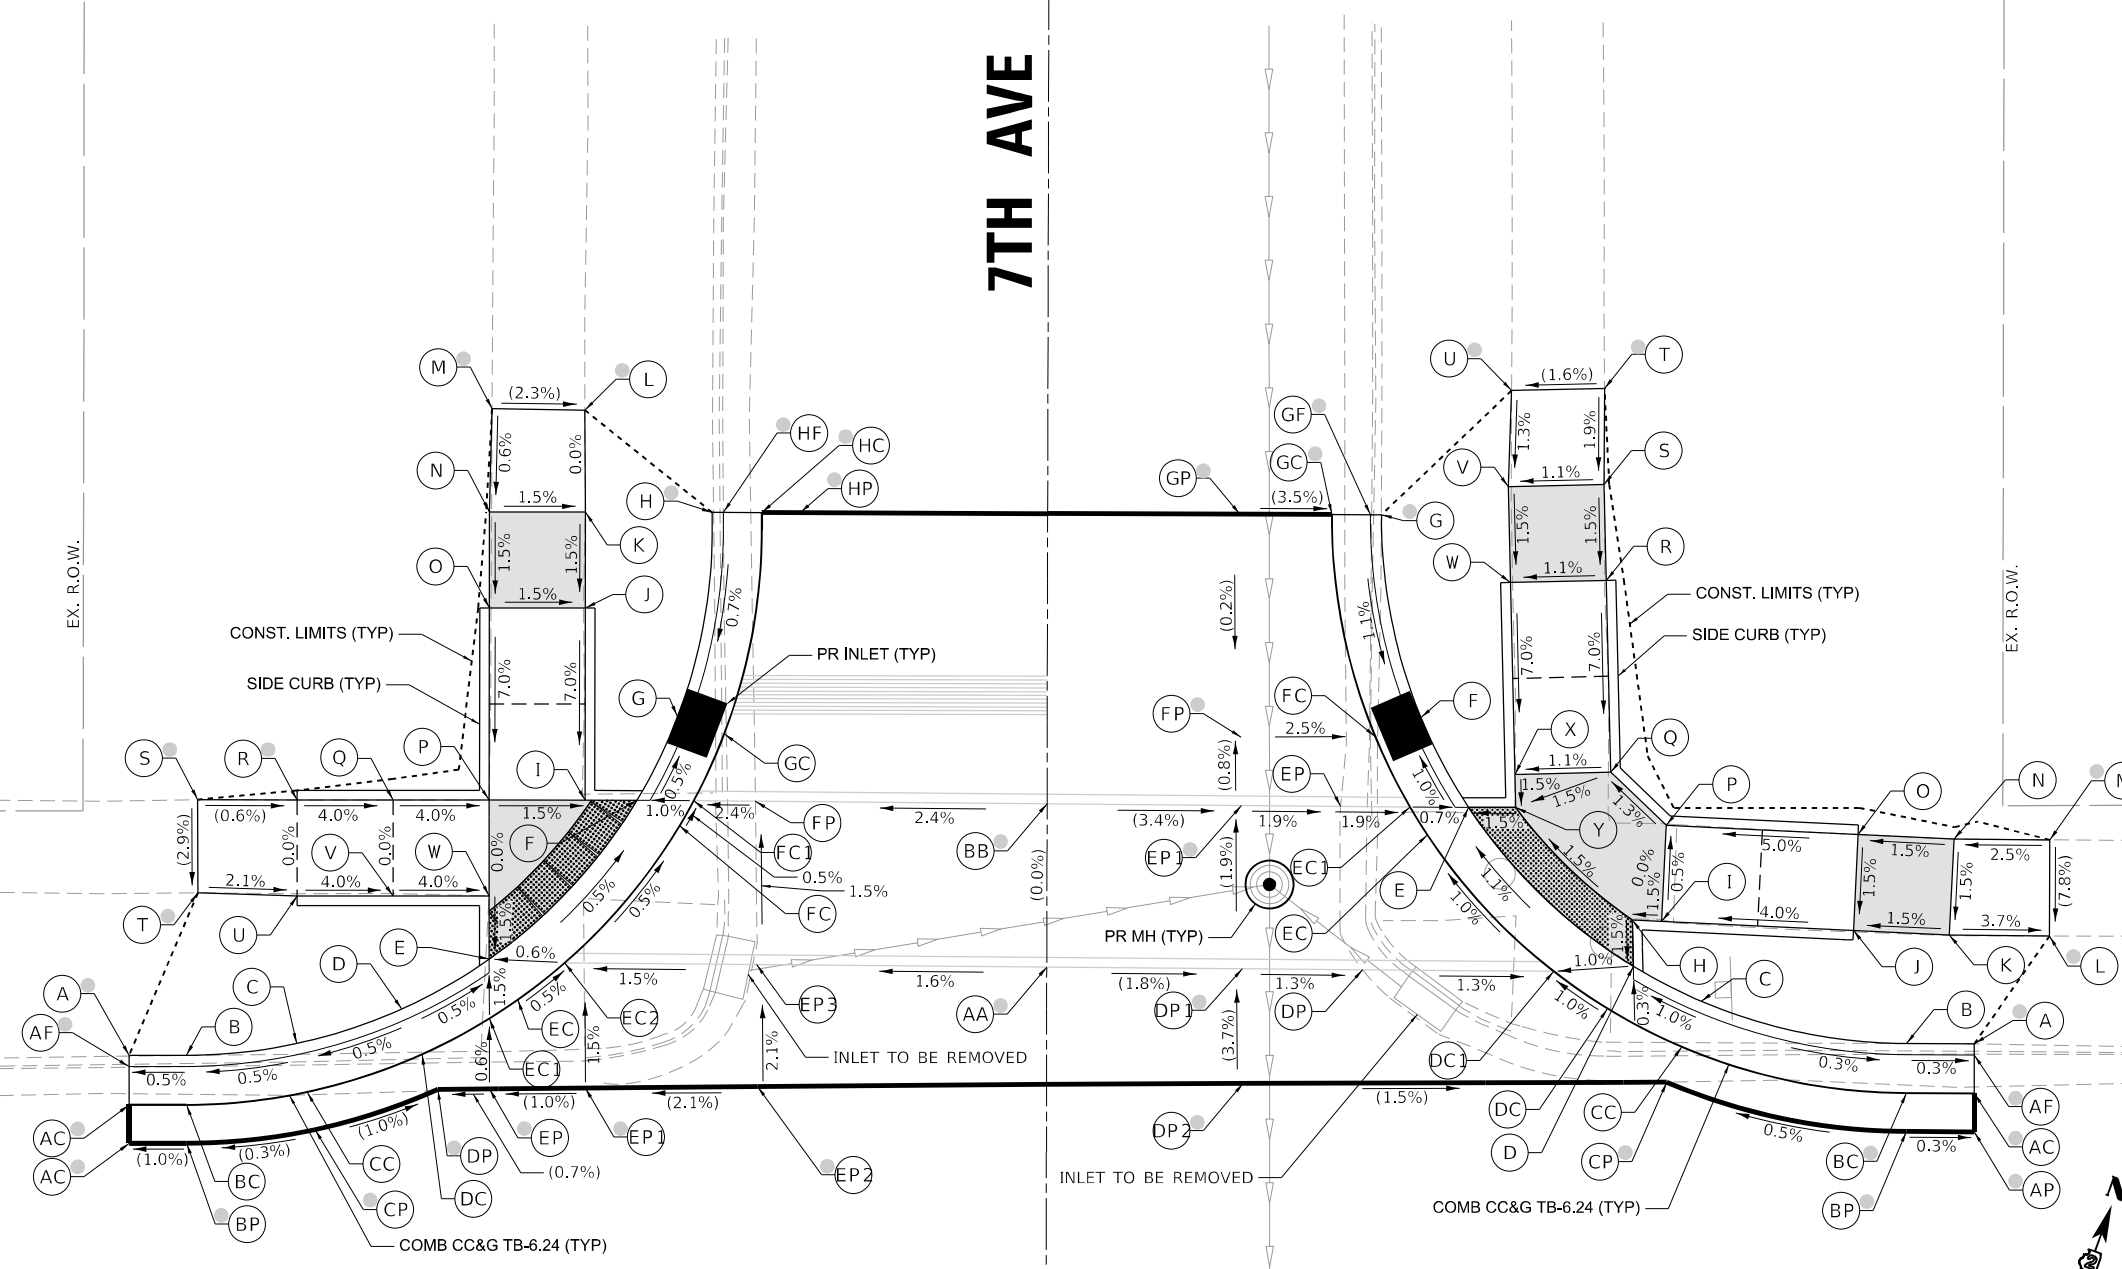 7TH AVE
M
L
(2.3%)
0.6%
0.0%
N
1.5%
K
H
HF
HC
HP
O
1.5%
1.5%
1.5%
J
EX. R.O.W.
CONST. LIMITS (TYP)
SIDE CURB (TYP)
7.0%
7.0%
0.7%
PR INLET (TYP)
G
GC
S
R
Q
P
I
(0.6%)
4.0%
4.0%
1.5%
1.0%
0.5%
2.4%
FP
(2.9%)
0.0%
0.0%
0.0%
V
W
F
FC1
0.5%
1.5%
FC
2.1%
4.0%
4.0%
T
U
1.5%
0.5%
0.5%
E
D
C
A
AF
B
0.6%
1.5%
1.5%
0.5%
0.5%
EC
EC2
EP3
0.5%
0.5%
0.5%
EC1
0.6%
1.5%
2.1%
INLET TO BE REMOVED
AC
AC
(1.0%)
(0.3%)
(1.0%)
(1.0%)
(2.1%)
BC
BP
CC
CP
DP
DC
EP
EP1
(0.7%)
EP2
COMB CC&G TB-6.24 (TYP)
U
T
(1.6%)
1.3%
1.9%
GF
GC
GP
(3.5%)
G
V
S
1.1%
1.5%
1.5%
W
R
1.1%
EX. R.O.W.
CONST. LIMITS (TYP)
SIDE CURB (TYP)
(0.2%)
1.1%
7.0%
7.0%
FC
F
FP
2.5%
X
Q
(0.8%)
EP
1.1%
1.0%
1.5%
1.5%
1.3%
P
O
N
2.4%
BB
(3.4%)
1.9%
1.9%
0.7%
1.5%
Y
5.0%
1.5%
2.5%
EP1
(1.9%)
EC1
E
1.5%
0.0%
0.5%
I
1.5%
1.5%
(7.8%)
(0.0%)
1.1%
1.0%
1.5%
4.0%
1.5%
3.7%
PR MH (TYP)
EC
1.5%
H
J
K
L
1.6%
AA
(1.8%)
DP1
1.3%
DP
1.3%
1.0%
C
(3.7%)
1.0%
0.3%
1.0%
B
A
DC1
0.3%
0.3%
(1.5%)
DP2
DC
D
CC
CP
0.5%
0.3%
BC
BP
AF
AC
AP
INLET TO BE REMOVED
COMB CC&G TB-6.24 (TYP)